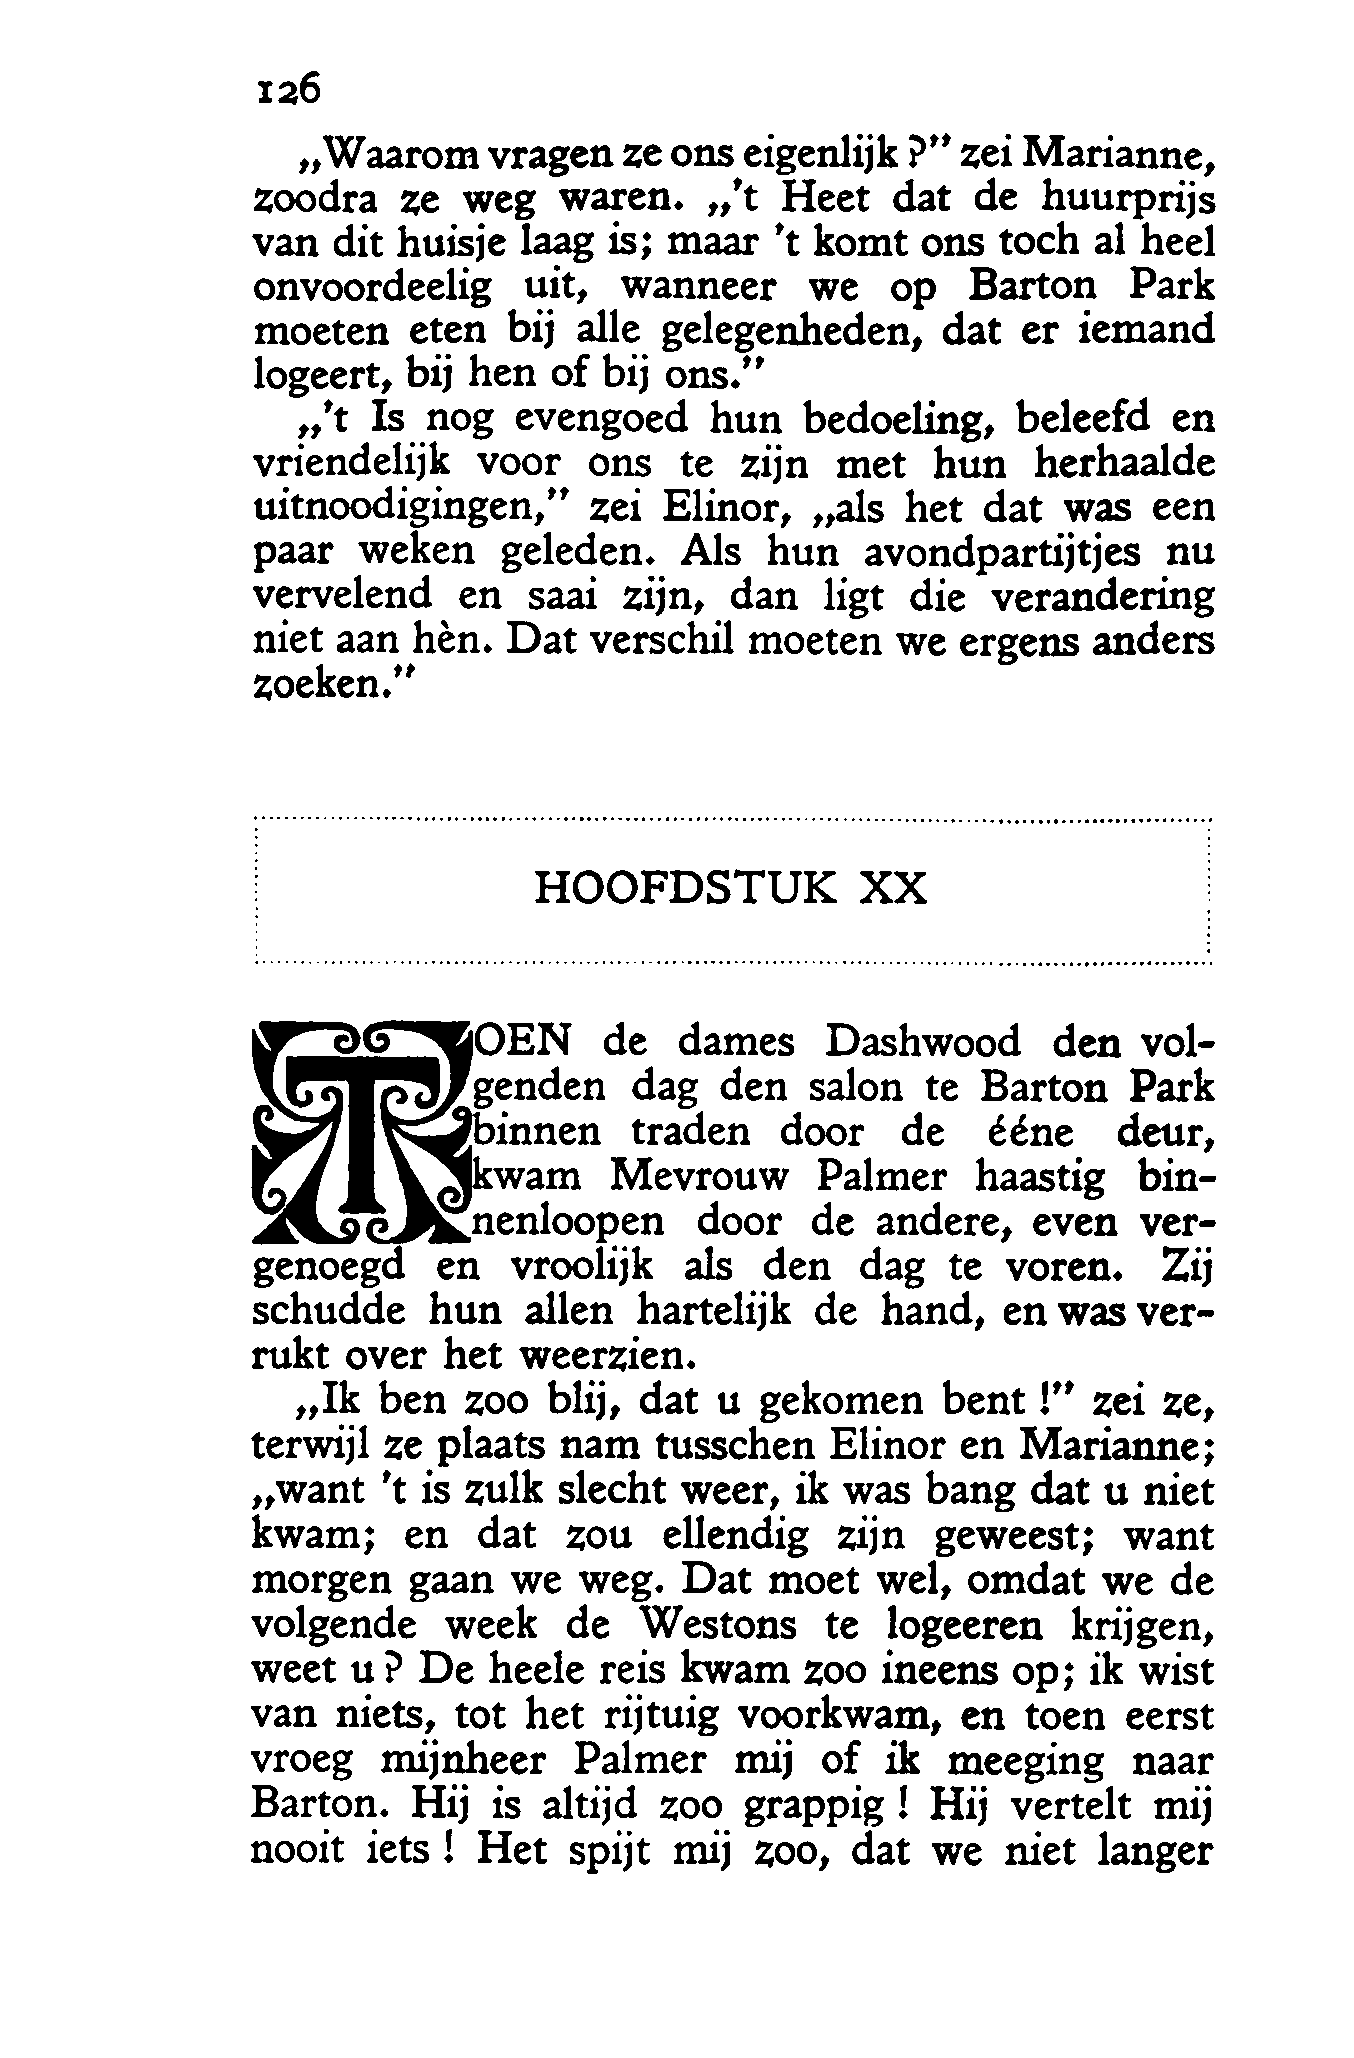 126
„Waarom vragen ze ons eigenlijk ?” zei Marianne,
zoodra ze weg waren. „'t Heet dat de huurprijs
van dit huisje laag is; maar 't komt ons toch al heel
onvoordeelig uit, wanneer we op Barton Park
moeten eten bij alle gelegenheden, dat er iemand
logeert, bij hen of bij ons.”
„'t Is nog evengoed hun bedoeling, beleefd en
vriendelijk voor ons te zijn met hun herhaalde
uitnoodigingen,” zei Elinor, „als het dat was een
paar weken geleden. Als hun avondpartijtjes nu
vervelend en saai zijn, dan ligt die verandering
niet aan hèn. Dat verschil moeten we ergens anders
zoeken.”
HOOFDSTUK XX
TOEN de dames Dashwood den vol-
genden dag den salon te Barton Park
binnen traden door de ééne deur,
kwam Mevrouw Palmer haastig bin-
nenloopen door de andere, even ver-
genoegd en vroolijk als den dag te voren. Zij
schudde hun allen hartelijk de hand, en was ver-
rukt over het weerzien.
„Ik ben zoo blij, dat u gekomen bent !” zei ze,
terwijl ze plaats nam tusschen Elinor en Marianne;
„want 't is zulk slecht weer, ik was bang dat u niet
kwam; en dat zou ellendig zijn geweest; want
morgen gaan we weg. Dat moet wel, omdat we de
volgende week de Westons te logeeren krijgen,
weet u ? De heele reis kwam zoo ineens op; ik wist
van niets, tot het rijtuig voorkwam, en toen eerst
vroeg mijnheer Palmer mij of ik meeging naar
Barton. Hij is altijd zoo grappig ! Hij vertelt mij
nooit iets ! Het spijt mij zoo, dat we niet langer